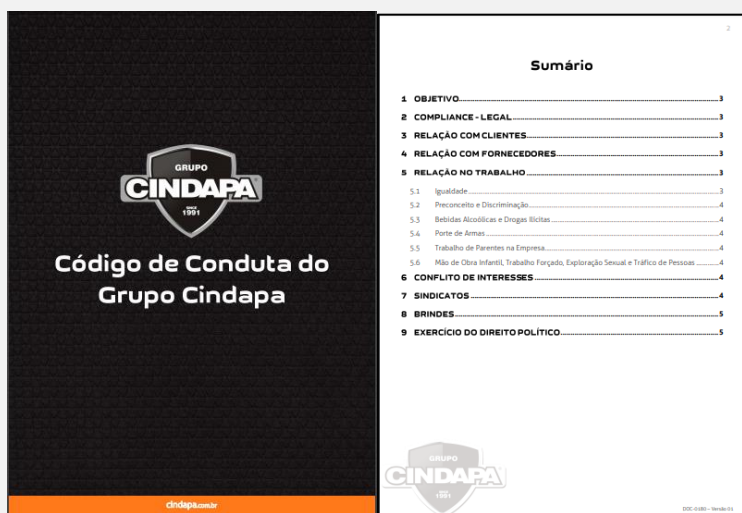 GRUPO
CINDAPA
SINCE
1991
Código de Conduta do
Grupo Cindapa
cindapa.com.br
2
Sumário
1 OBJETIVO 3
2 COMPLIANCE - LEGAL 3
3 RELAÇÃO COM CLIENTES 3
4 RELAÇÃO COM FORNECEDORES 3
5 RELAÇÃO NO TRABALHO 3
5.1 Igualdade 3
5.2 Preconceito e Discriminação 4
5.3 Bebidas Alcoólicas e Drogas Ilícitas 4
5.4 Porte de Armas 4
5.5 Trabalho de Parentes na Empresa 4
5.6 Mão de Obra Infantil, Trabalho Forçado, Exploração Sexual e Tráfico de Pessoas 4
6 CONFLITO DE INTERESSES 4
7 SINDICATOS 4
8 BRINDES 5
9 EXERCÍCIO DO DIREITO POLÍTICO 5
GRUPO
CINDAPA
SINCE
1991
DOC-0180 – Versão 01